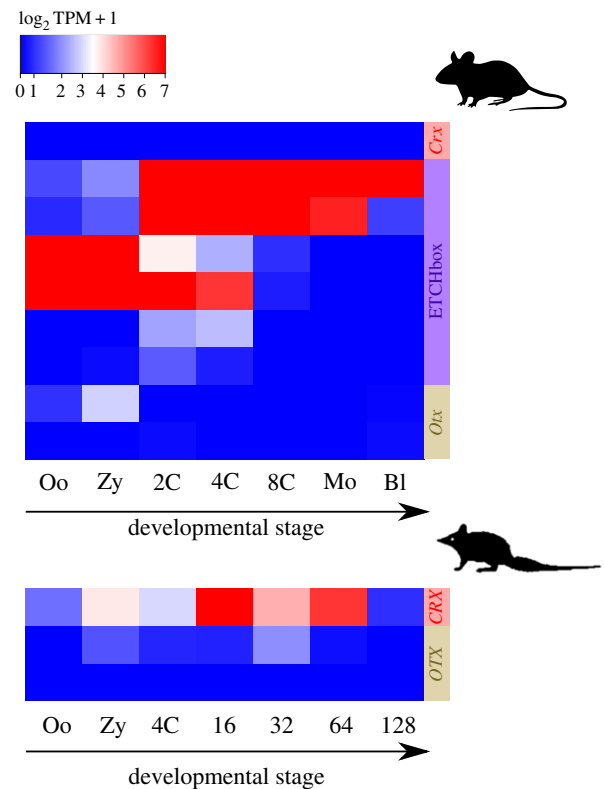 log₂ TPM + 1
0 1 2 3 4 5 6 7
Crx
ETCHbox
Otx
Oo Zy 2C 4C 8C Mo Bl
developmental stage
CRX
OTX
Oo Zy 4C 16 32 64 128
developmental stage